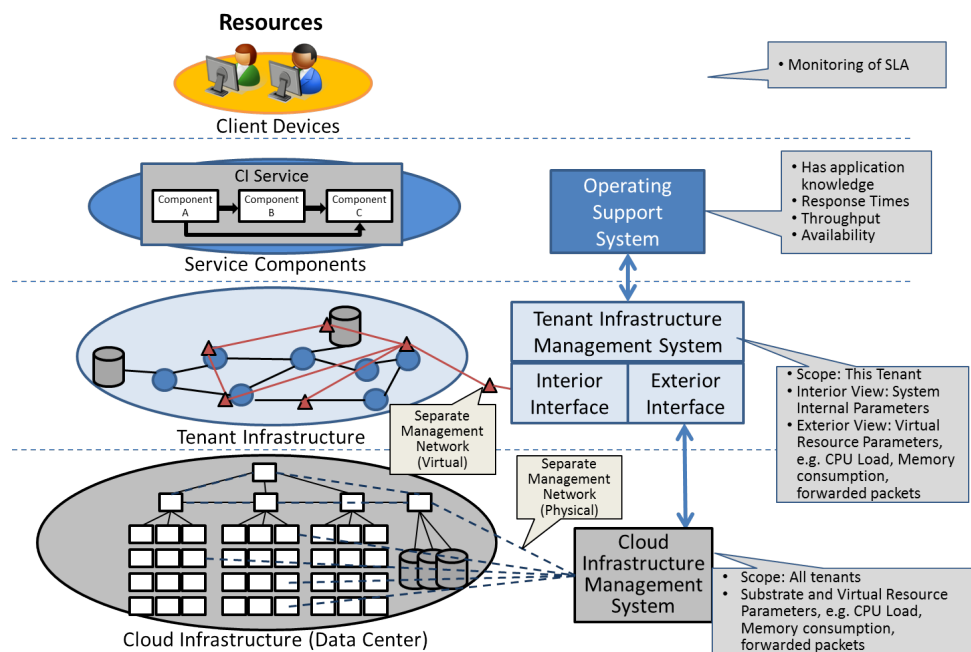 Resources
Client Devices
• Monitoring of SLA
CI Service
Component
A
Component
B
Component
C
Service Components
Operating
Support
System
• Has application
knowledge
• Response Times
• Throughput
• Availability
Tenant Infrastructure
Tenant Infrastructure
Management System
Interior
Interface
Exterior
Interface
• Scope: This Tenant
• Interior View: System
Internal Parameters
• Exterior View: Virtual
Resource Parameters,
e.g. CPU Load, Memory
consumption,
forwarded packets
Separate
Management
Network
(Virtual)
Separate
Management
Network
(Physical)
Cloud Infrastructure (Data Center)
Cloud
Infrastructure
Management
System
• Scope: All tenants
• Substrate and Virtual Resource
Parameters, e.g. CPU Load,
Memory consumption,
forwarded packets